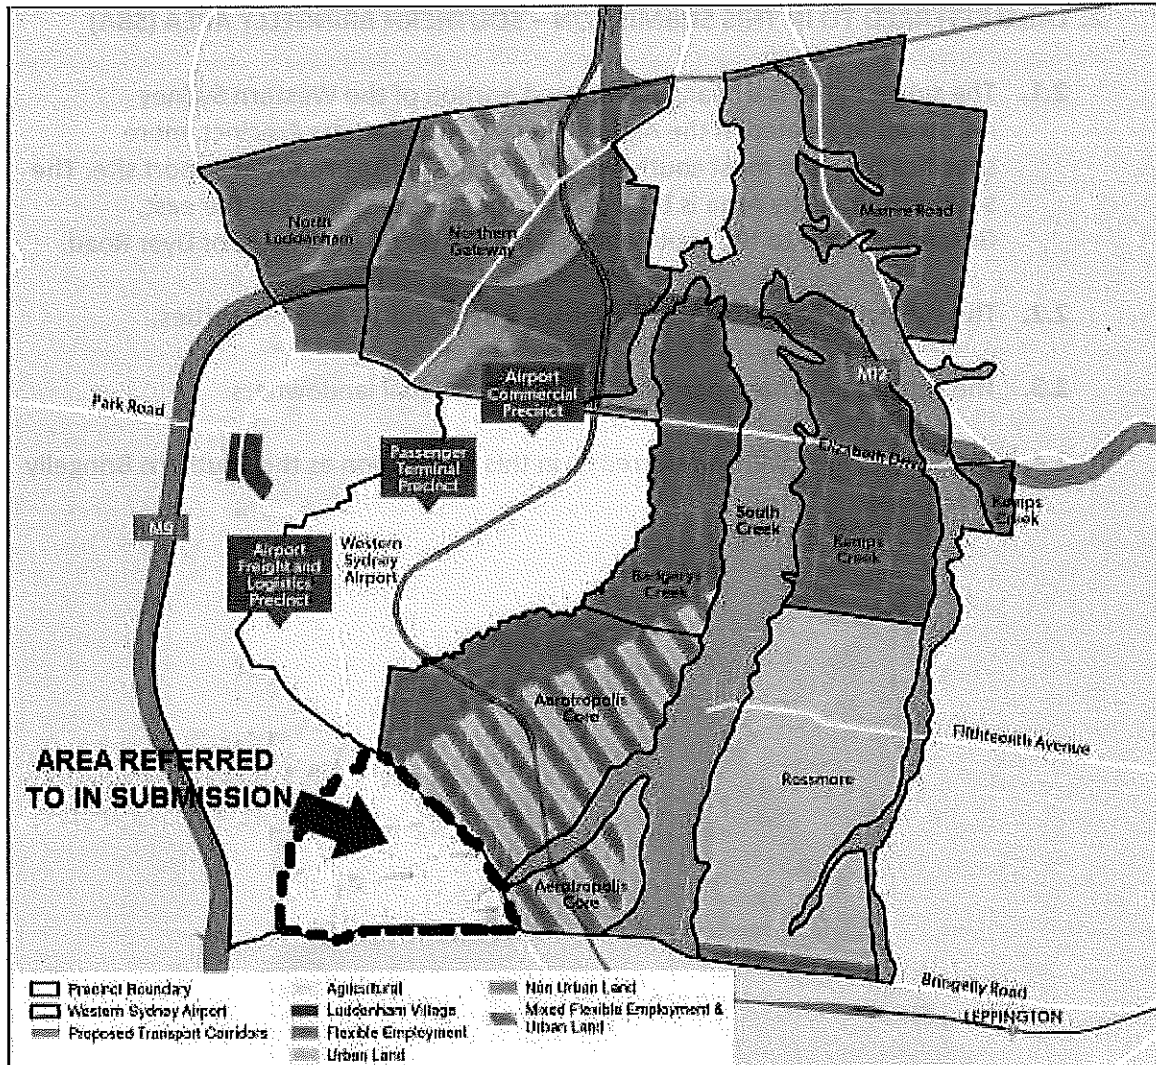 North
Luddenham
Northern
Gateway
Mamre Road
Park Road
Airport
Commercial
Precinct
M12
Passenger
Terminal
Precinct
Elizabeth Drive
Kemps
Creek
South
Creek
Kemps
Creek
M9
Airport
Freight and
Logistics
Precinct
Western
Sydney
Airport
Badgerys
Creek
Aerotropolis
Core
Fifthteenth Avenue
Rossmore
AREA REFERRED
TO IN SUBMISSION
Aerotropolis
Core
Bringelly Road
LEPPINGTON
Precinct Boundary
Western Sydney Airport
Proposed Transport Corridors
Agricultural
Luddenham Village
Flexible Employment
Urban Land
Non Urban Land
Mixed Flexible Employment &
Urban Land